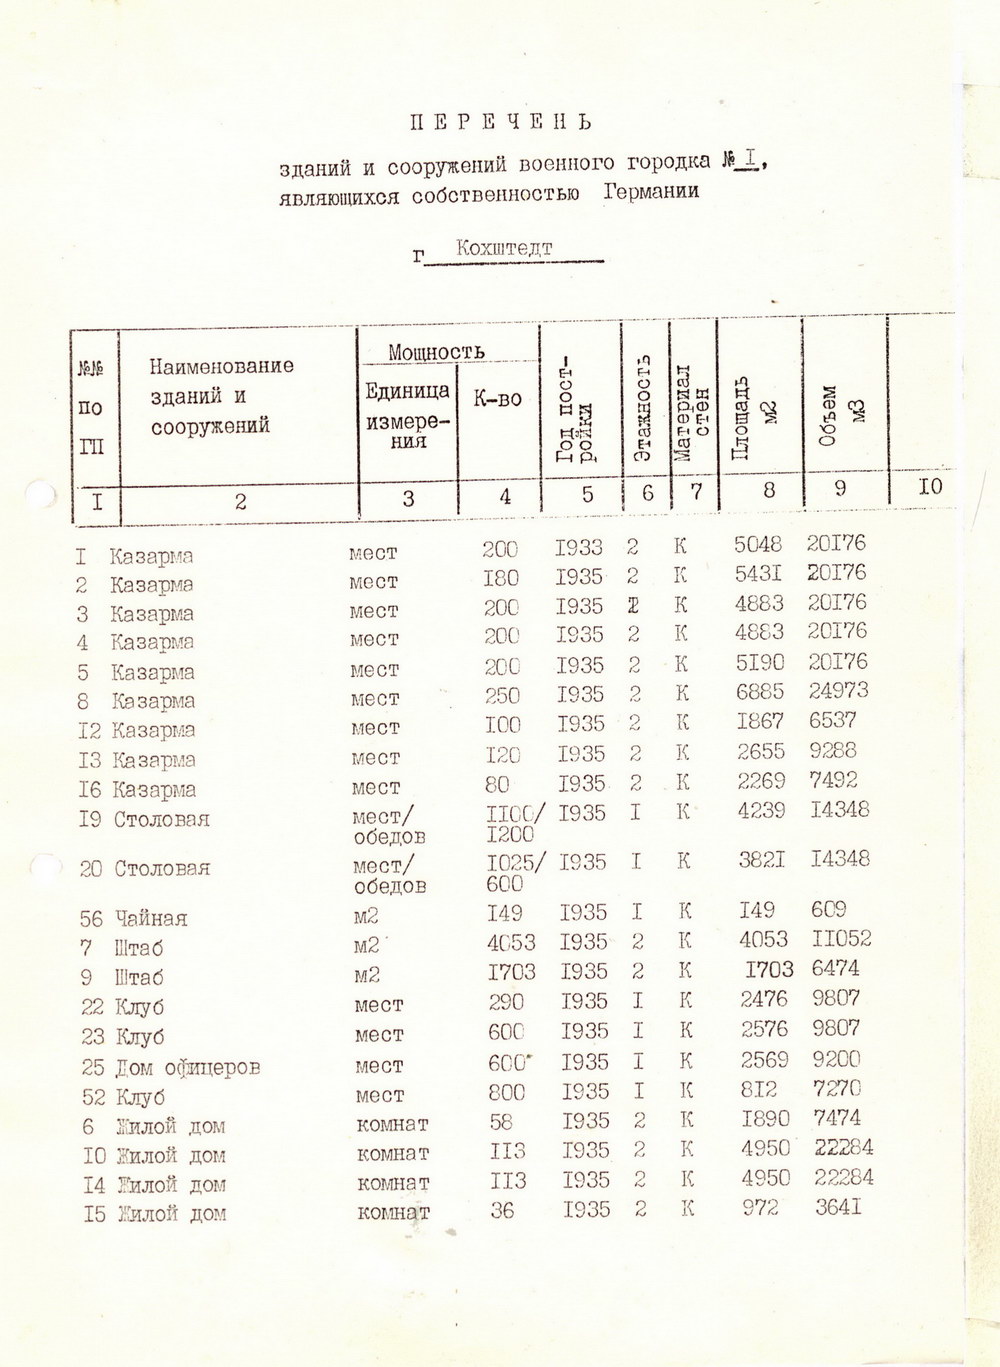 ПЕРЕЧЕНЬ
зданий и сооружений военного городка № I,
являющихся собственностью Германии
г Кохштедт
№№ по ГП
Наименование зданий и сооружений
Мощность
Единица измере-ния
К-во
Год пост-ройки
Этажность
Материал стен
Площадь м2
Объем м3
I 2 3 4 5 6 7 8 9 IO
I Казарма мест 200 I933 2 К 5048 20I76
2 Казарма мест I80 I935 2 К 543I 20I76
3 Казарма мест 200 I935 2 К 4883 20I76
4 Казарма мест 200 I935 2 К 4883 20I76
5 Казарма мест 200 I935 2 К 5I90 20I76
8 Казарма мест 250 I935 2 К 6885 24973
I2 Казарма мест I00 I935 2 К I867 6537
I3 Казарма мест I20 I935 2 К 2655 9288
I6 Казарма мест 80 I935 2 К 2269 7492
I9 Столовая мест/ II00/ I935 I К 4239 I4348
обедов I200
20 Столовая мест/ I025/ I935 I К 382I I4348
обедов 600
56 Чайная м2 I49 I935 I К I49 609
7 Штаб м2 4053 I935 2 К 4053 II052
9 Штаб м2 I703 I935 2 К I703 6474
22 Клуб мест 290 I935 I К 2476 9807
23 Клуб мест 600 I935 I К 2576 9807
25 Дом офицеров мест 600 I935 I К 2569 9200
52 Клуб мест 800 I935 I К 8I2 7270
6 Жилой дом комнат 58 I935 2 К I890 7474
I0 Жилой дом комнат II3 I935 2 К 4950 22284
I4 Жилой дом комнат II3 I935 2 К 4950 22284
I5 Жилой дом комнат 36 I935 2 К 972 364I